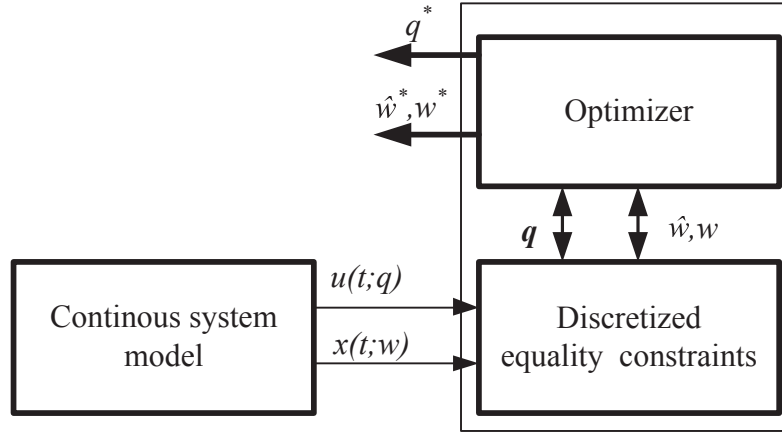 q*
ŵ*,w*
Optimizer
q
ŵ,w
Continous system
model
u(t;q)
x(t;w)
Discretized
equality constraints